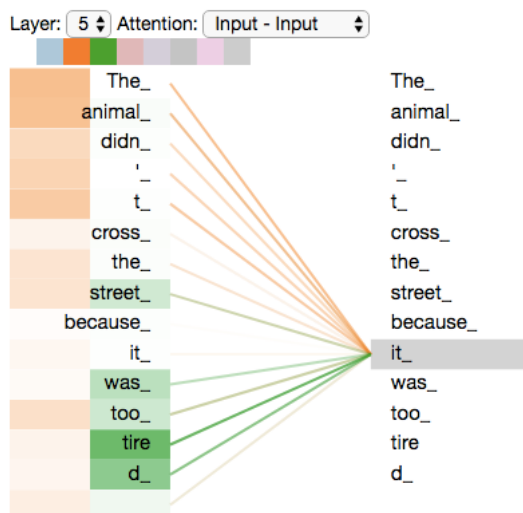 Layer: 5 Attention: Input - Input
The_ The_
animal_ animal_
didn_ didn_
'_ '_
t_ t_
cross_ cross_
the_ the_
street_ street_
because_ because_
it_ it_
was_ was_
too_ too_
tire tire
d_ d_